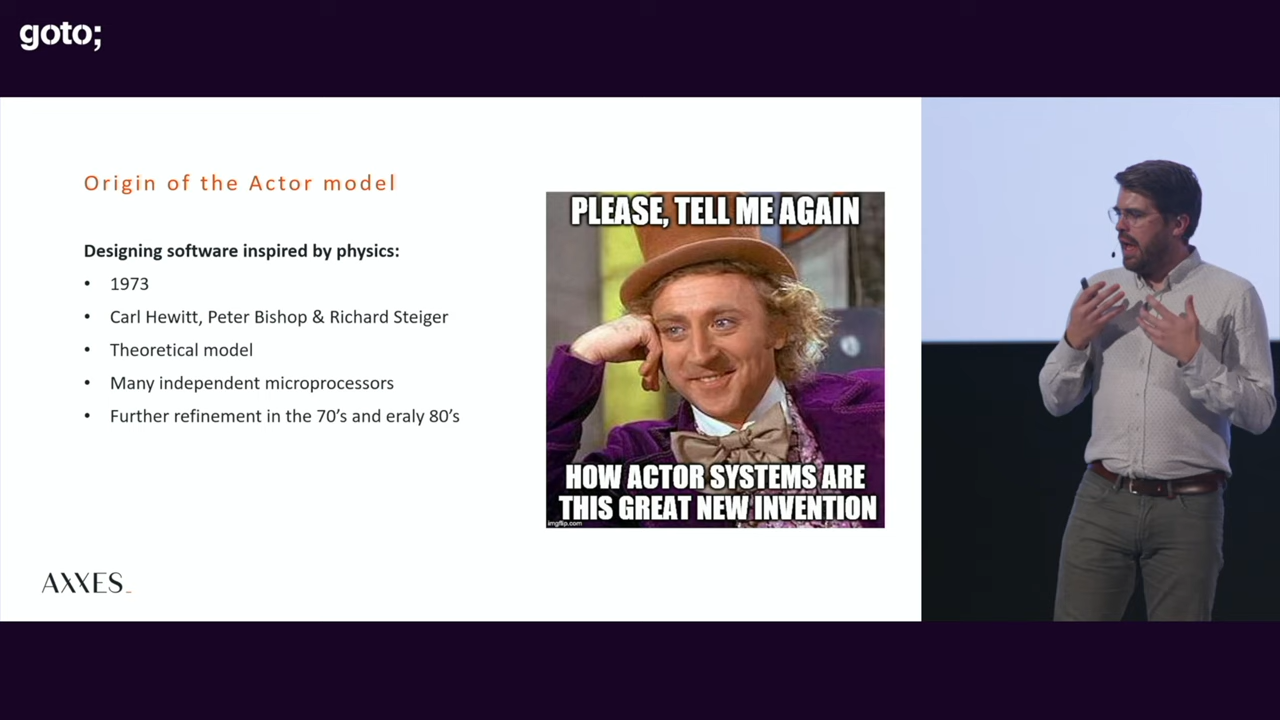 goto;
Origin of the Actor model
Designing software inspired by physics:
• 1973
• Carl Hewitt, Peter Bishop & Richard Steiger
• Theoretical model
• Many independent microprocessors
• Further refinement in the 70's and eraly 80's
PLEASE, TELL ME AGAIN
HOW ACTOR SYSTEMS ARE
THIS GREAT NEW INVENTION
imgflip.com
AXXES_